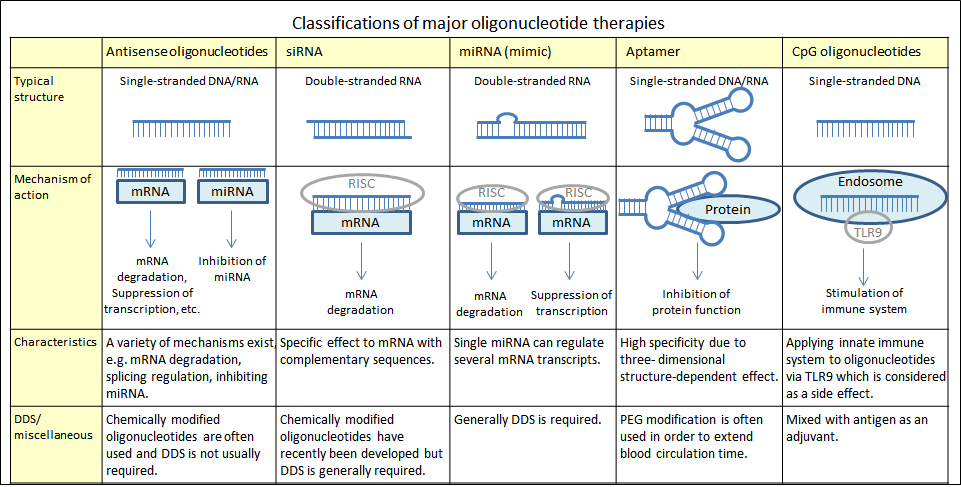 Classifications of major oligonucleotide therapies
Antisense oligonucleotides
siRNA
miRNA (mimic)
Aptamer
CpG oligonucleotides
Typical
structure
Single-stranded DNA/RNA
Double-stranded RNA
Double-stranded RNA
Single-stranded DNA/RNA
Single-stranded DNA
Mechanism of
action
mRNA
miRNA
mRNA
degradation,
Suppression of
transcription, etc.
Inhibition of
miRNA
RISC
mRNA
mRNA
degradation
RISC
mRNA
RISC
mRNA
mRNA
degradation
Suppression of
transcription
Protein
Inhibition of
protein function
Endosome
TLR9
Stimulation of
immune system
Characteristics
A variety of mechanisms exist,
e.g. mRNA degradation,
splicing regulation, inhibiting
miRNA.
Specific effect to mRNA with
complementary sequences.
Single miRNA can regulate
several mRNA transcripts.
High specificity due to
three- dimensional
structure-dependent effect.
Applying innate immune
system to oligonucleotides
via TLR9 which is considered
as a side effect.
DDS/
miscellaneous
Chemically modified
oligonucleotides are often
used and DDS is not usually
required.
Chemically modified
oligonucleotides have
recently been developed but
DDS is generally required.
Generally DDS is required.
PEG modification is often
used in order to extend
blood circulation time.
Mixed with antigen as an
adjuvant.